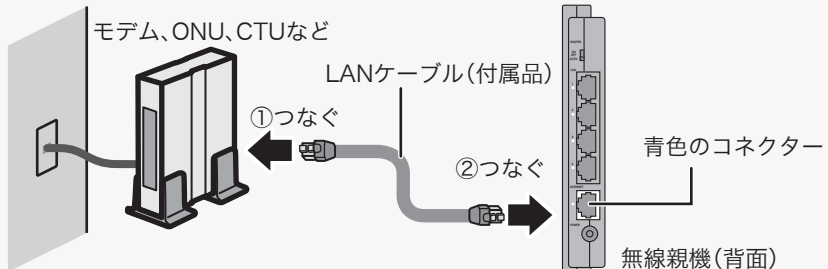 モデム、ONU、CTUなど
LANケーブル（付属品）
①つなぐ
②つなぐ
青色のコネクター
INTERNET
無線親機（背面）